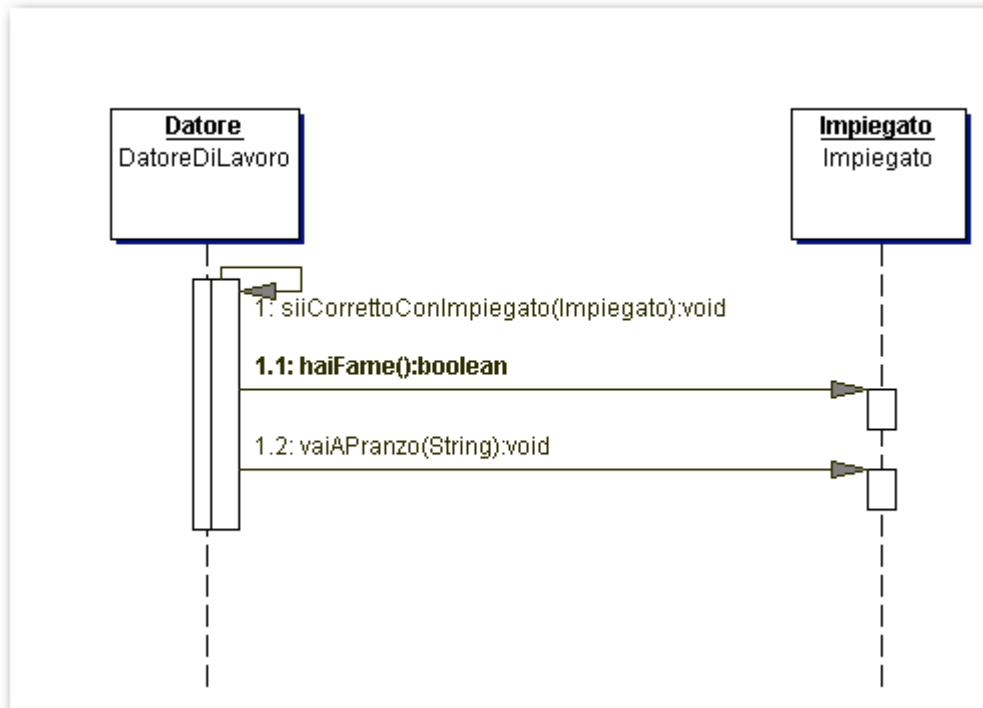 Datore
DatoreDiLavoro
Impiegato
Impiegato
1: siiCorrettoConImpiegato(Impiegato):void
1.1: haiFame():boolean
1.2: vaiAPranzo(String):void